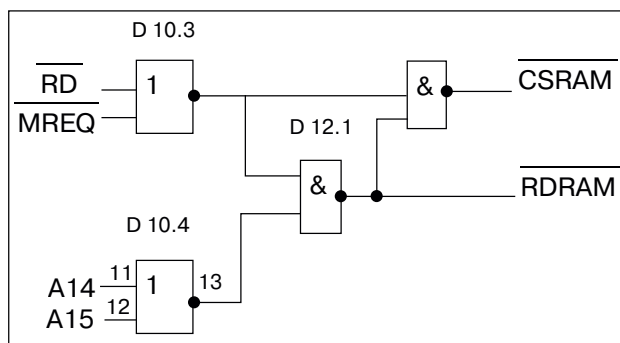 D 10.3
RD
1
MREQ
&
CSRAM
D 12.1
&
RDRAM
D 10.4
A14
11
1
13
A15
12